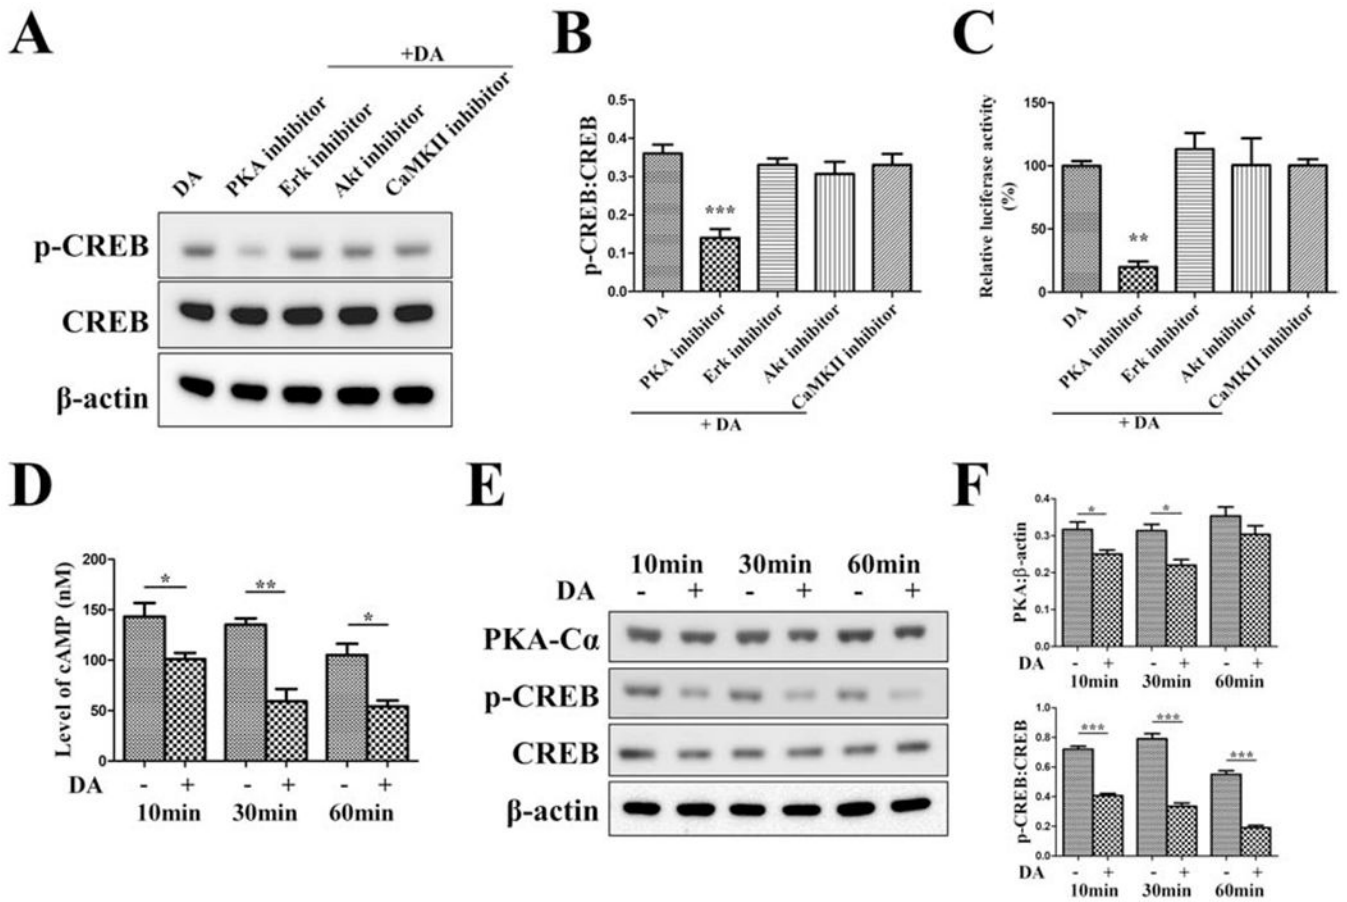 A
+DA
DA
PKA inhibitor
Erk inhibitor
Akt inhibitor
CaMKII inhibitor
p-CREB
CREB
β-actin
B
p-CREB:CREB
0.5
0.4
0.3
0.2
0.1
0.0
***
DA
PKA inhibitor
Erk inhibitor
Akt inhibitor
CaMKII inhibitor
+ DA
C
Relative luciferase activity
(%)
150
100
50
0
**
DA
PKA inhibitor
Erk inhibitor
Akt inhibitor
CaMKII inhibitor
+ DA
D
Level of cAMP (nM)
200
150
100
50
0
* ** *
DA - + - + - +
10min 30min 60min
E
10min 30min 60min
DA - + - + - +
PKA-Cα
p-CREB
CREB
β-actin
F
PKA:β-actin
0.4
0.3
0.2
0.1
0.0
* *
DA - + - + - +
10min 30min 60min
p-CREB:CREB
1.0
0.8
0.6
0.4
0.2
0.0
*** *** ***
DA - + - + - +
10min 30min 60min